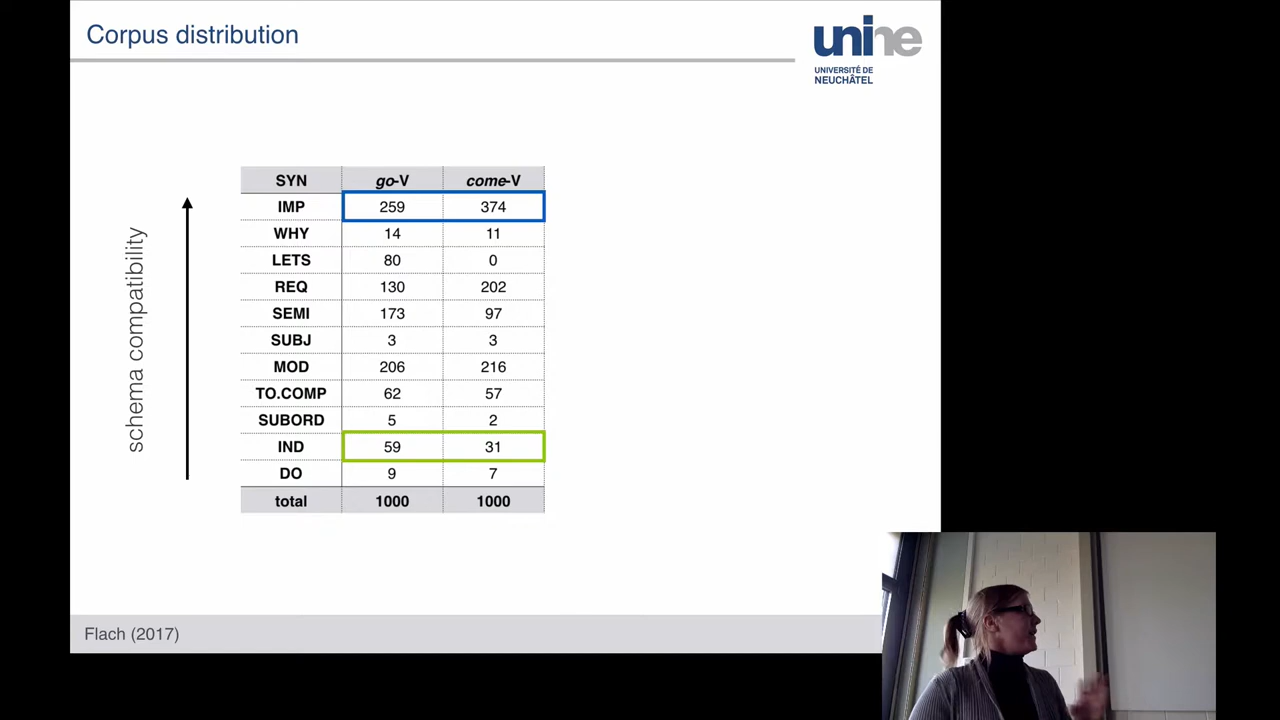 Corpus distribution
unine
UNIVERSITÉ DE
NEUCHÂTEL
schema compatibility
SYN go-V come-V
IMP 259 374
WHY 14 11
LETS 80 0
REQ 130 202
SEMI 173 97
SUBJ 3 3
MOD 206 216
TO.COMP 62 57
SUBORD 5 2
IND 59 31
DO 9 7
total 1000 1000
Flach (2017)